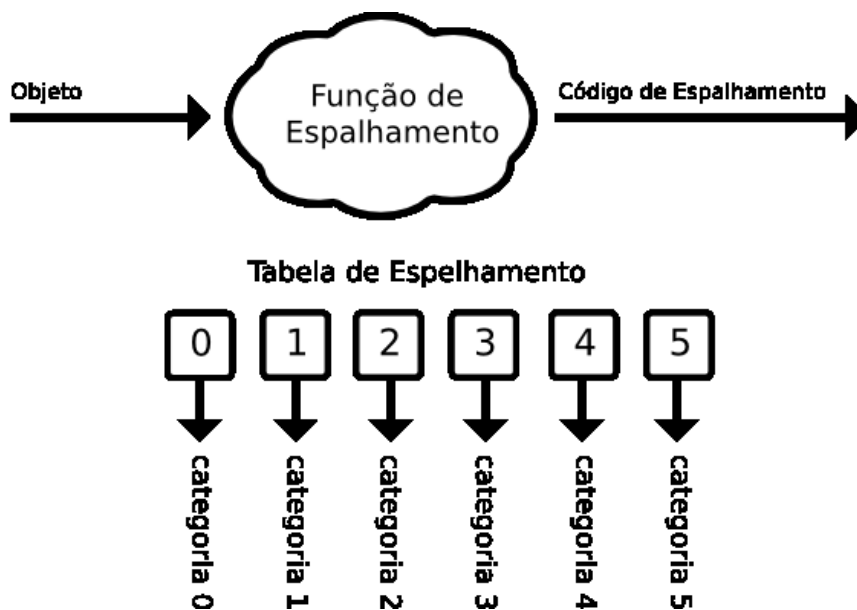 Objeto
Função de
Espalhamento
Código de Espalhamento
Tabela de Espelhamento
0 1 2 3 4 5
categoria 0
categoria 1
categoria 2
categoria 3
categoria 4
categoria 5